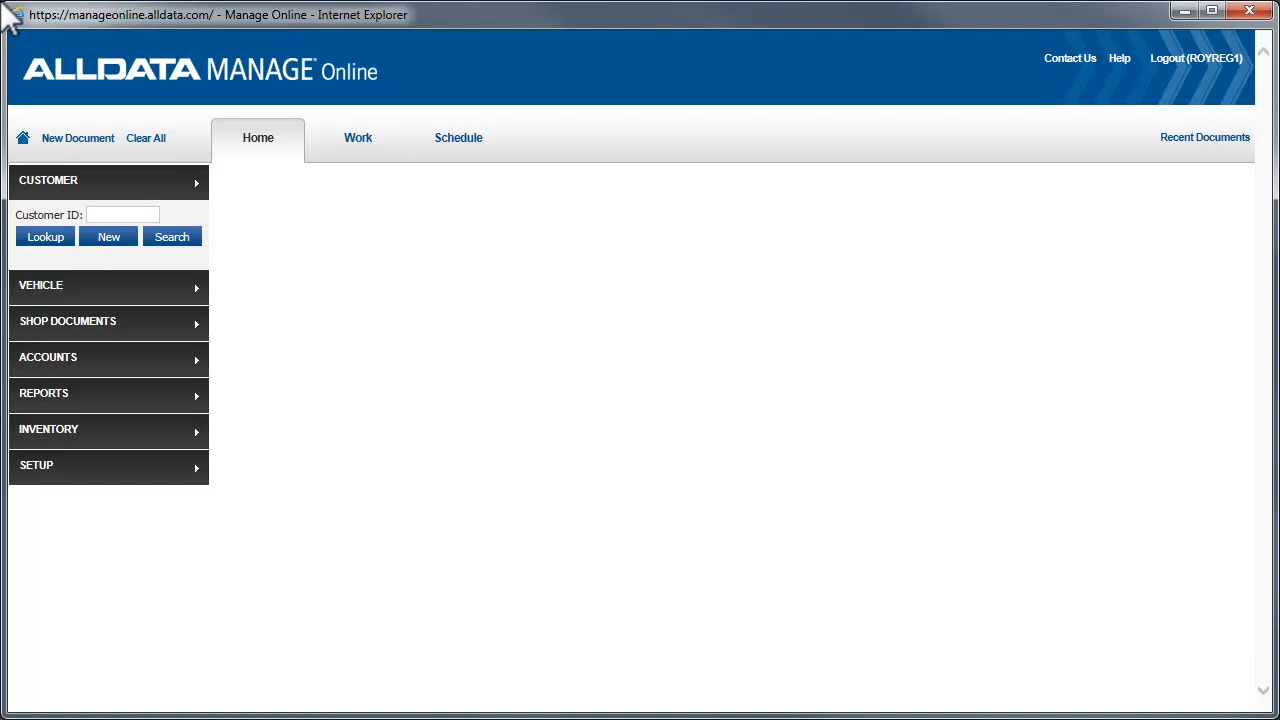 https://manageonline.alldata.com/ - Manage Online - Internet Explorer
ALLDATA MANAGE Online
Contact Us Help Logout (ROYREG1)
New Document Clear All Home Work Schedule Recent Documents
CUSTOMER
Customer ID:
Lookup New Search
VEHICLE
SHOP DOCUMENTS
ACCOUNTS
REPORTS
INVENTORY
SETUP